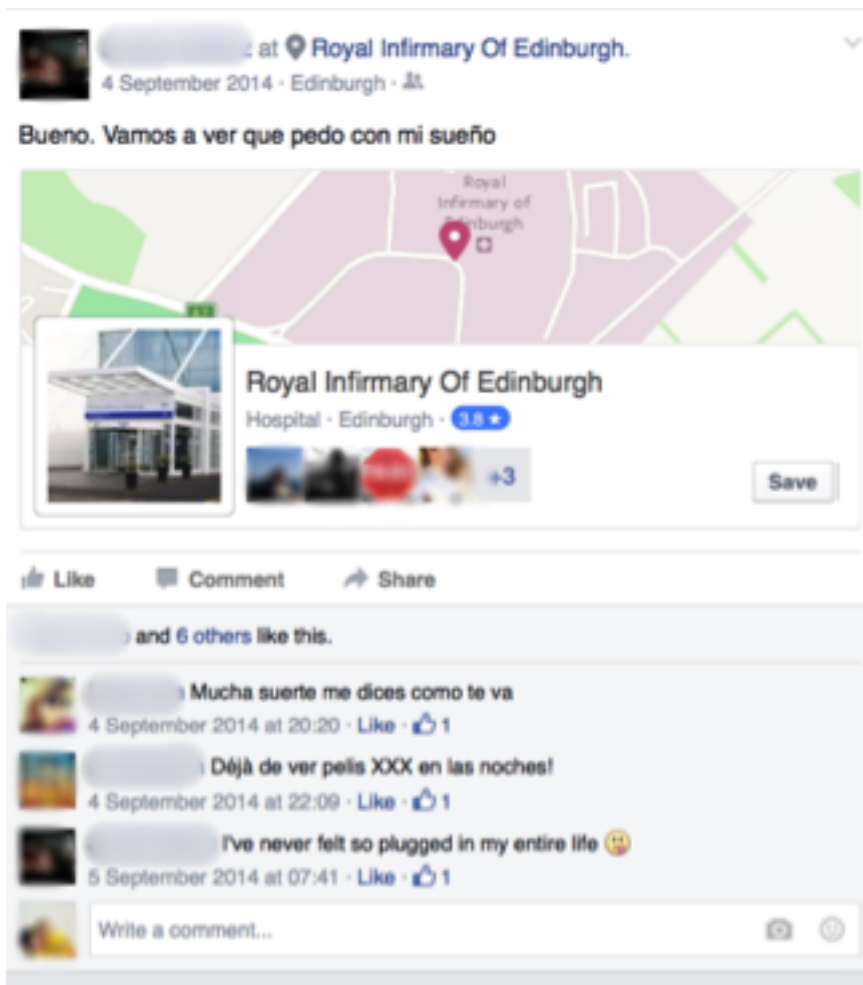 at Royal Infirmary Of Edinburgh.
4 September 2014 · Edinburgh ·
Bueno. Vamos a ver que pedo con mi sueño
Royal
Infirmary of
Edinburgh
A7
Royal Infirmary Of Edinburgh
Hospital · Edinburgh · 3.8 ★
+3
Save
Like Comment Share
and 6 others like this.
Mucha suerte me dices como te va
4 September 2014 at 20:20 · Like · 1
Déjà de ver pelis XXX en las noches!
4 September 2014 at 22:09 · Like · 1
I've never felt so plugged in my entire life 😜
5 September 2014 at 07:41 · Like · 1
Write a comment...